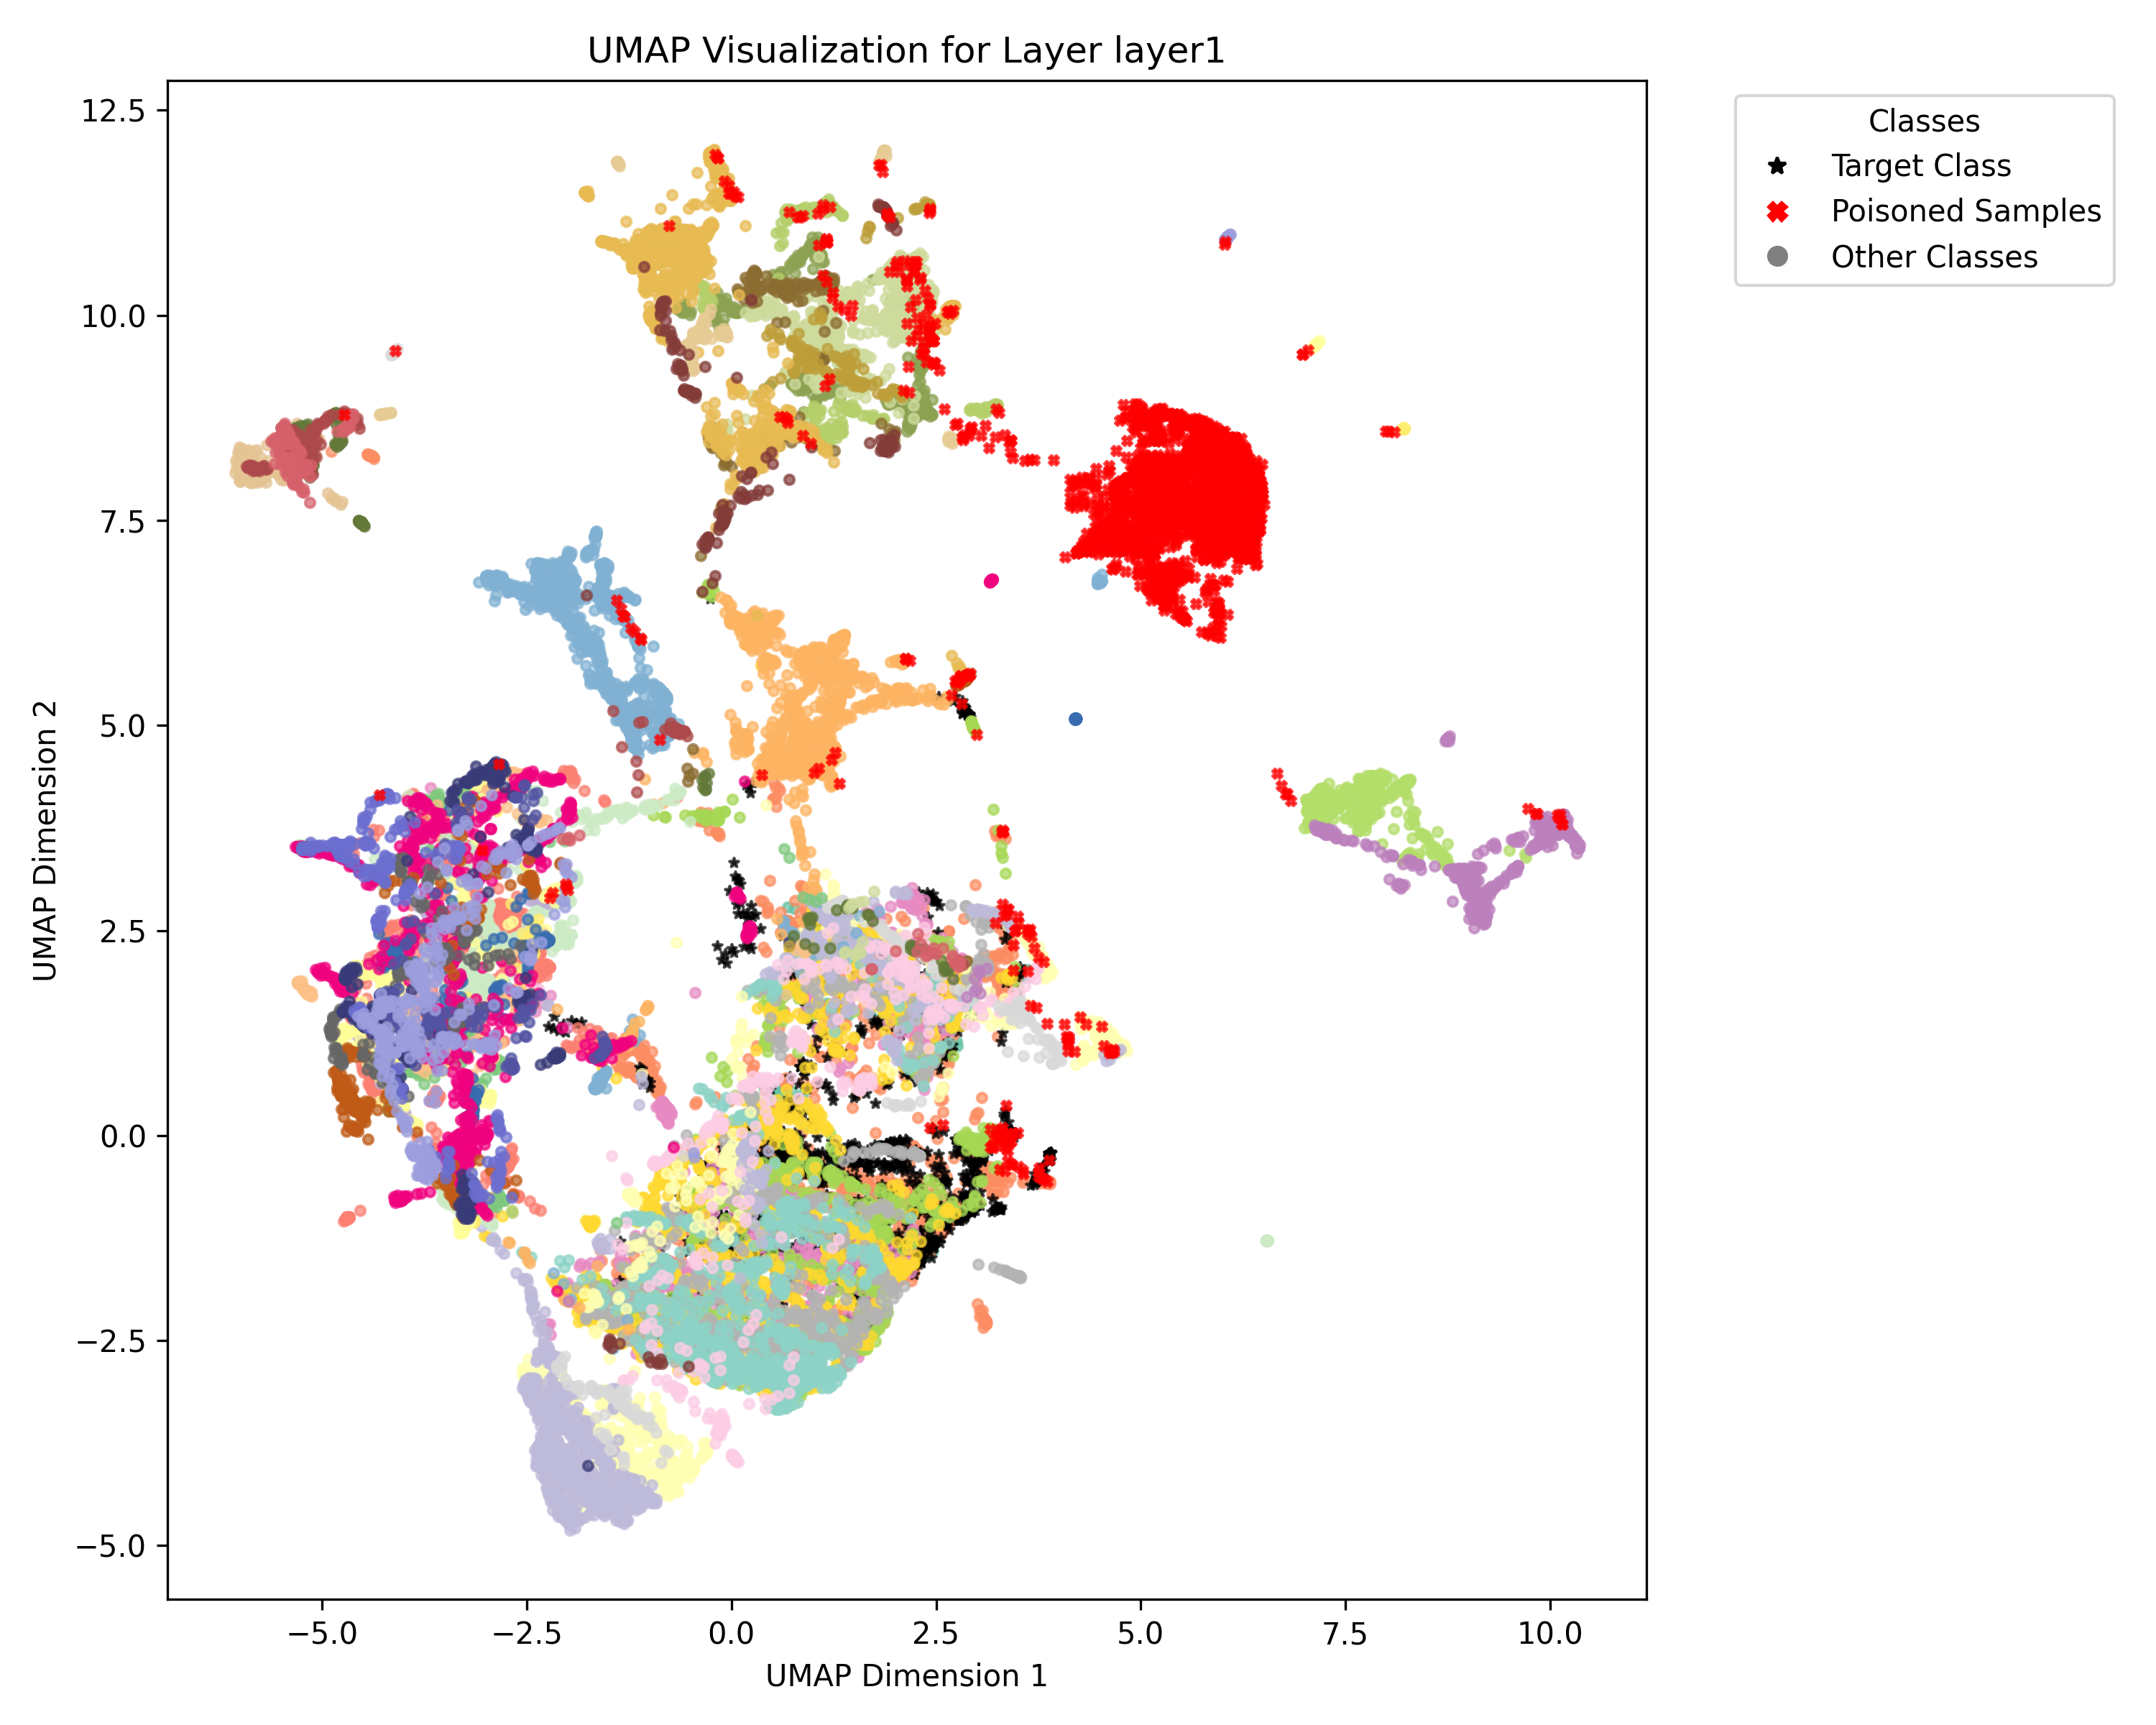 UMAP Visualization for Layer layer1
Classes
Target Class
Poisoned Samples
Other Classes
12.5
10.0
7.5
5.0
2.5
0.0
−2.5
−5.0
UMAP Dimension 2
−5.0
−2.5
0.0
2.5
5.0
7.5
10.0
UMAP Dimension 1